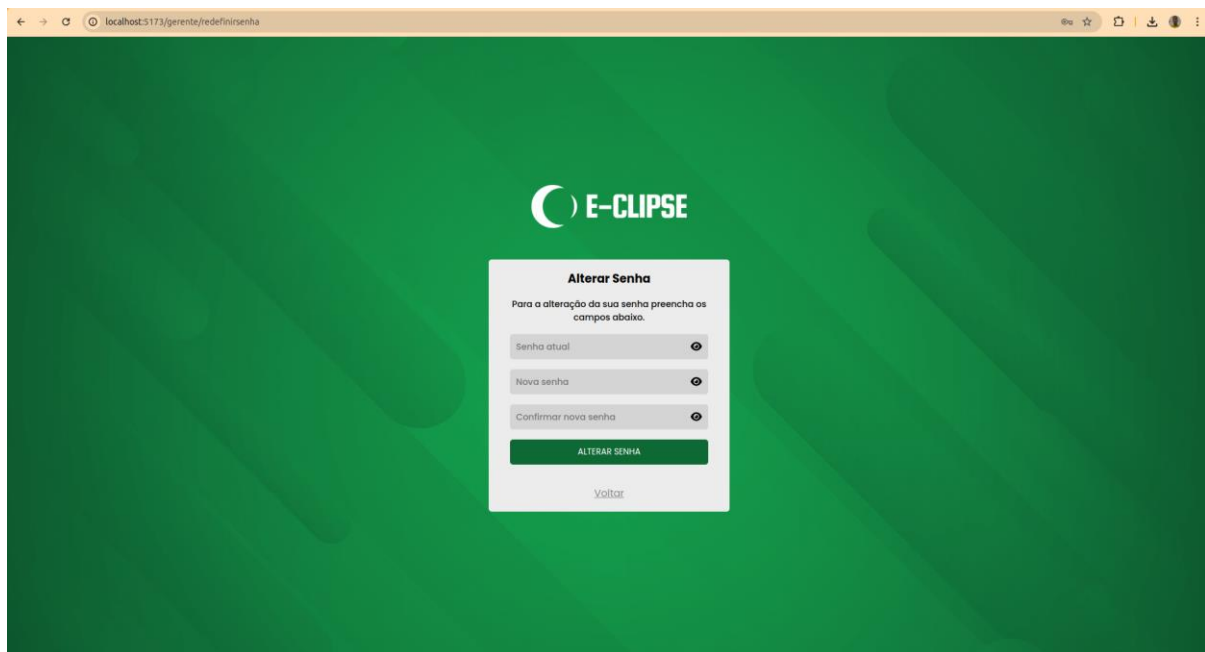 localhost:5173/gerente/redefinirsenha
E-CLIPSE
Alterar Senha
Para a alteração da sua senha preencha os
campos abaixo.
Senha atual
Nova senha
Confirmar nova senha
ALTERAR SENHA
Voltar